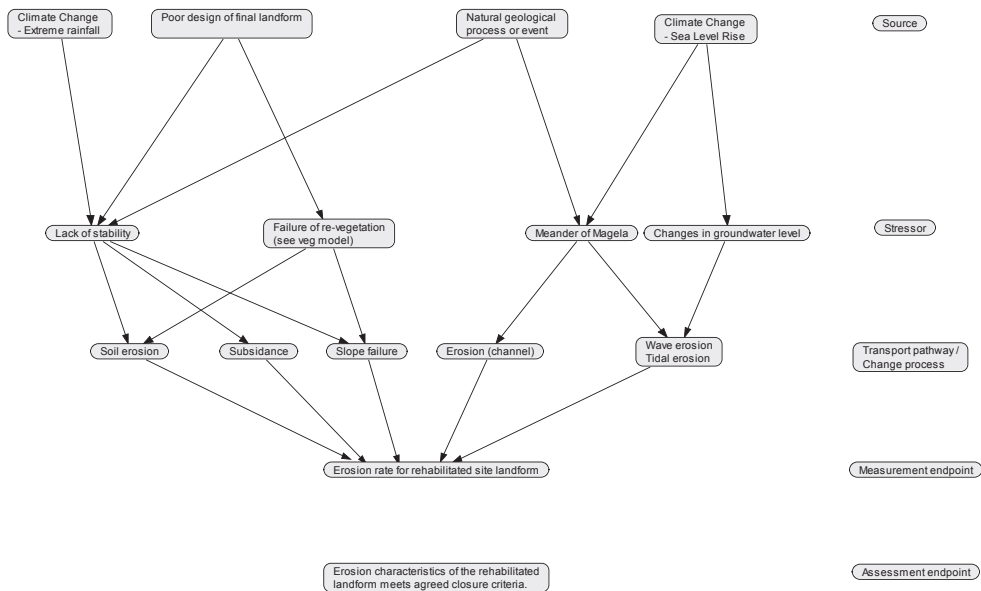 Climate Change
- Extreme rainfall
Poor design of final landform
Natural geological
process or event
Climate Change
- Sea Level Rise
Source
Lack of stability
Failure of re-vegetation
(see veg model)
Meander of Magela
Changes in groundwater level
Stressor
Soil erosion
Subsidance
Slope failure
Erosion (channel)
Wave erosion
Tidal erosion
Transport pathway /
Change process
Erosion rate for rehabilitated site landform
Measurement endpoint
Erosion characteristics of the rehabilitated
landform meets agreed closure criteria.
Assessment endpoint